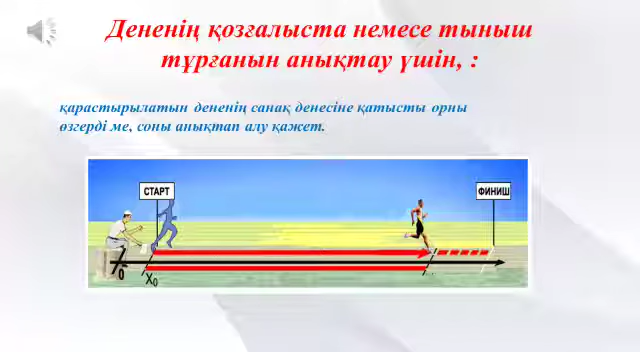 Дененің қозғалыста немесе тыныш
тұрғанын анықтау үшін, :
қарастырылатын дененің санақ денесіне қатысты орны
өзгерді ме, соны анықтап алу қажет.
СТАРТ
ФИНИШ
0
X₀